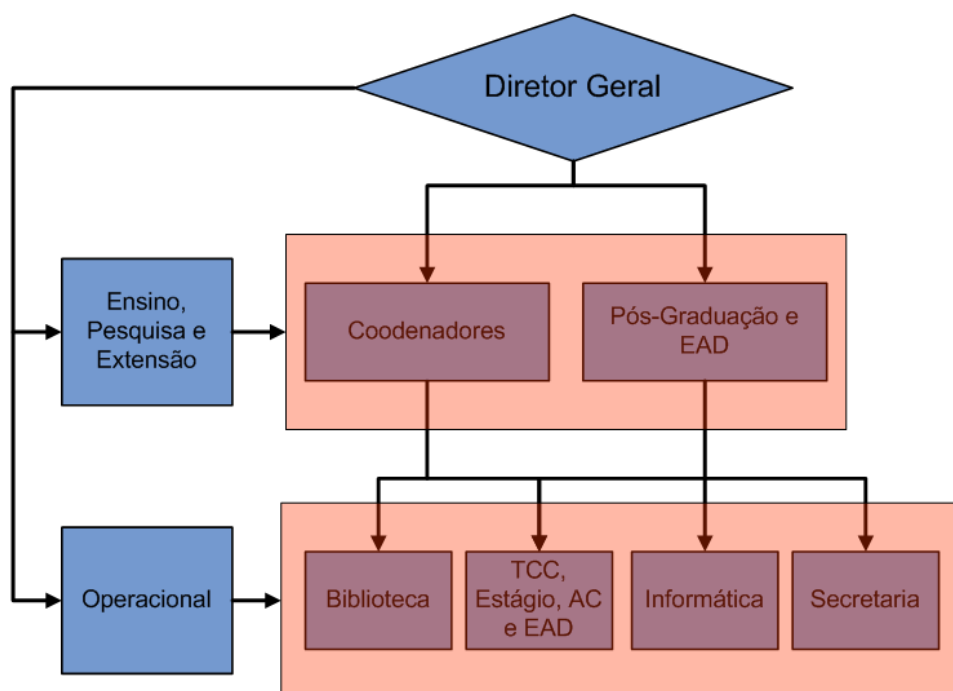 Diretor Geral
Ensino,
Pesquisa e
Extensão
Coodenadores
Pós-Graduação e
EAD
Operacional
Biblioteca
TCC,
Estágio, AC
e EAD
Informática
Secretaria